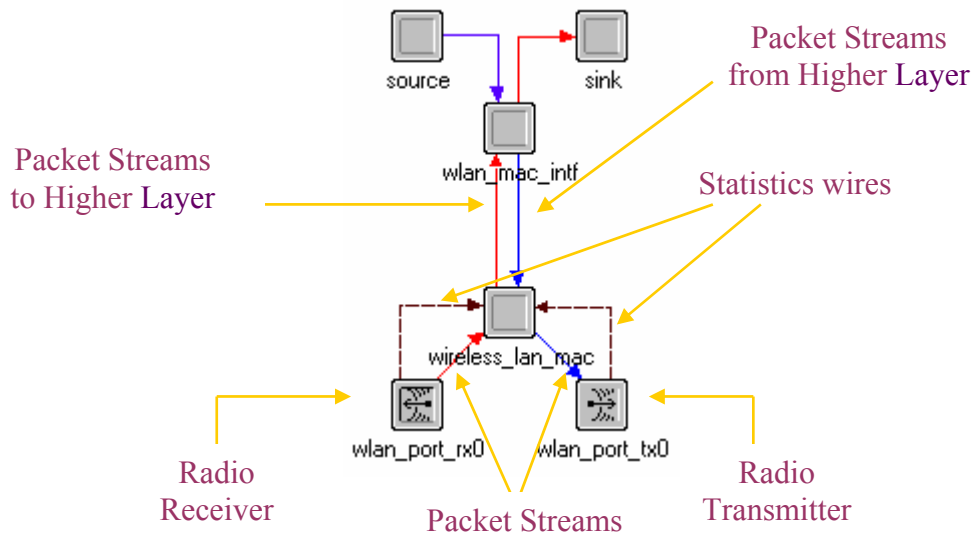 Packet Streams
from Higher Layer
source
sink
Packet Streams
to Higher Layer
wlan_mac_intf
Statistics wires
wireless_lan_mac
wlan_port_rx0
wlan_port_tx0
Radio
Receiver
Packet Streams
Radio
Transmitter